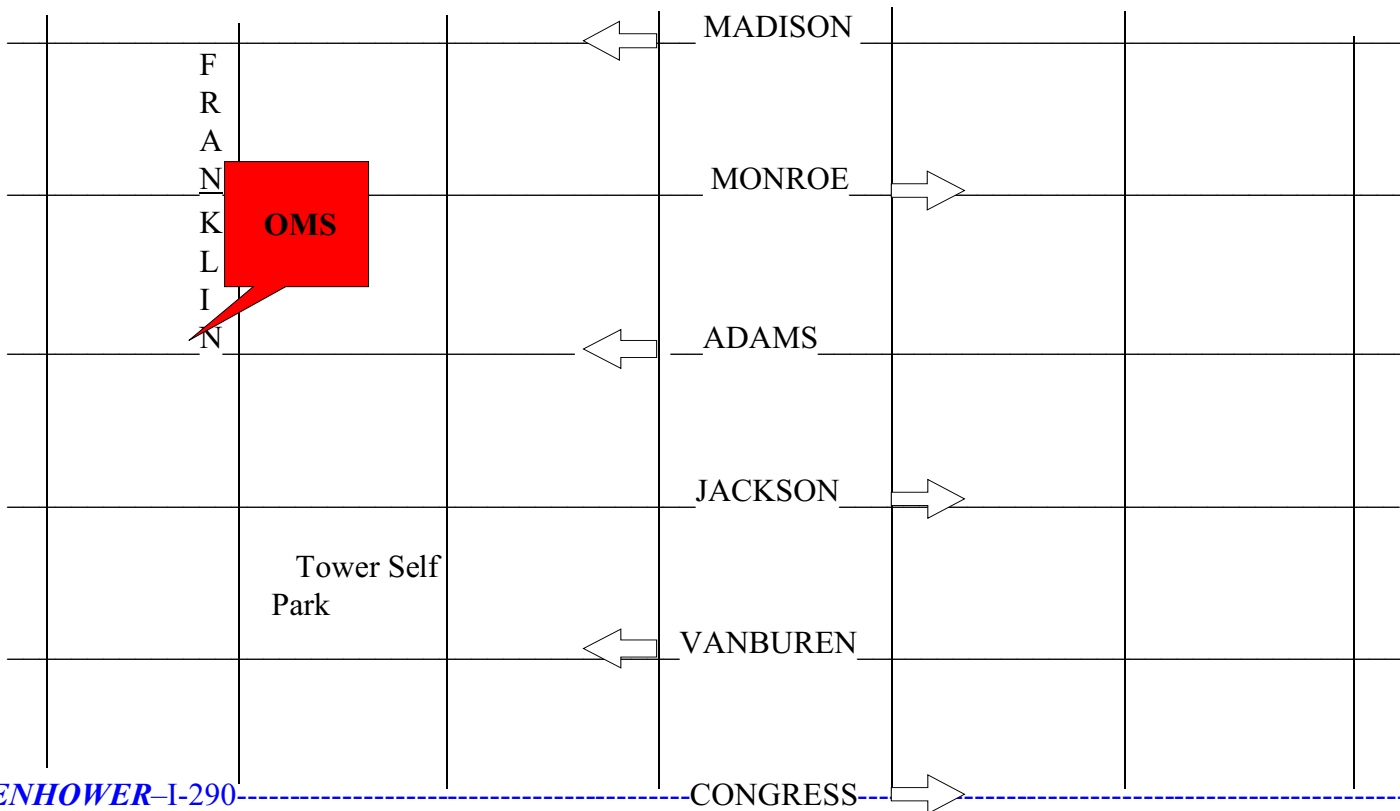 MADISON
F
R
A
N
K
L
I
N
MONROE
OMS
ADAMS
JACKSON
Tower Self
Park
VANBUREN
ENHOWER–I-290
CONGRESS